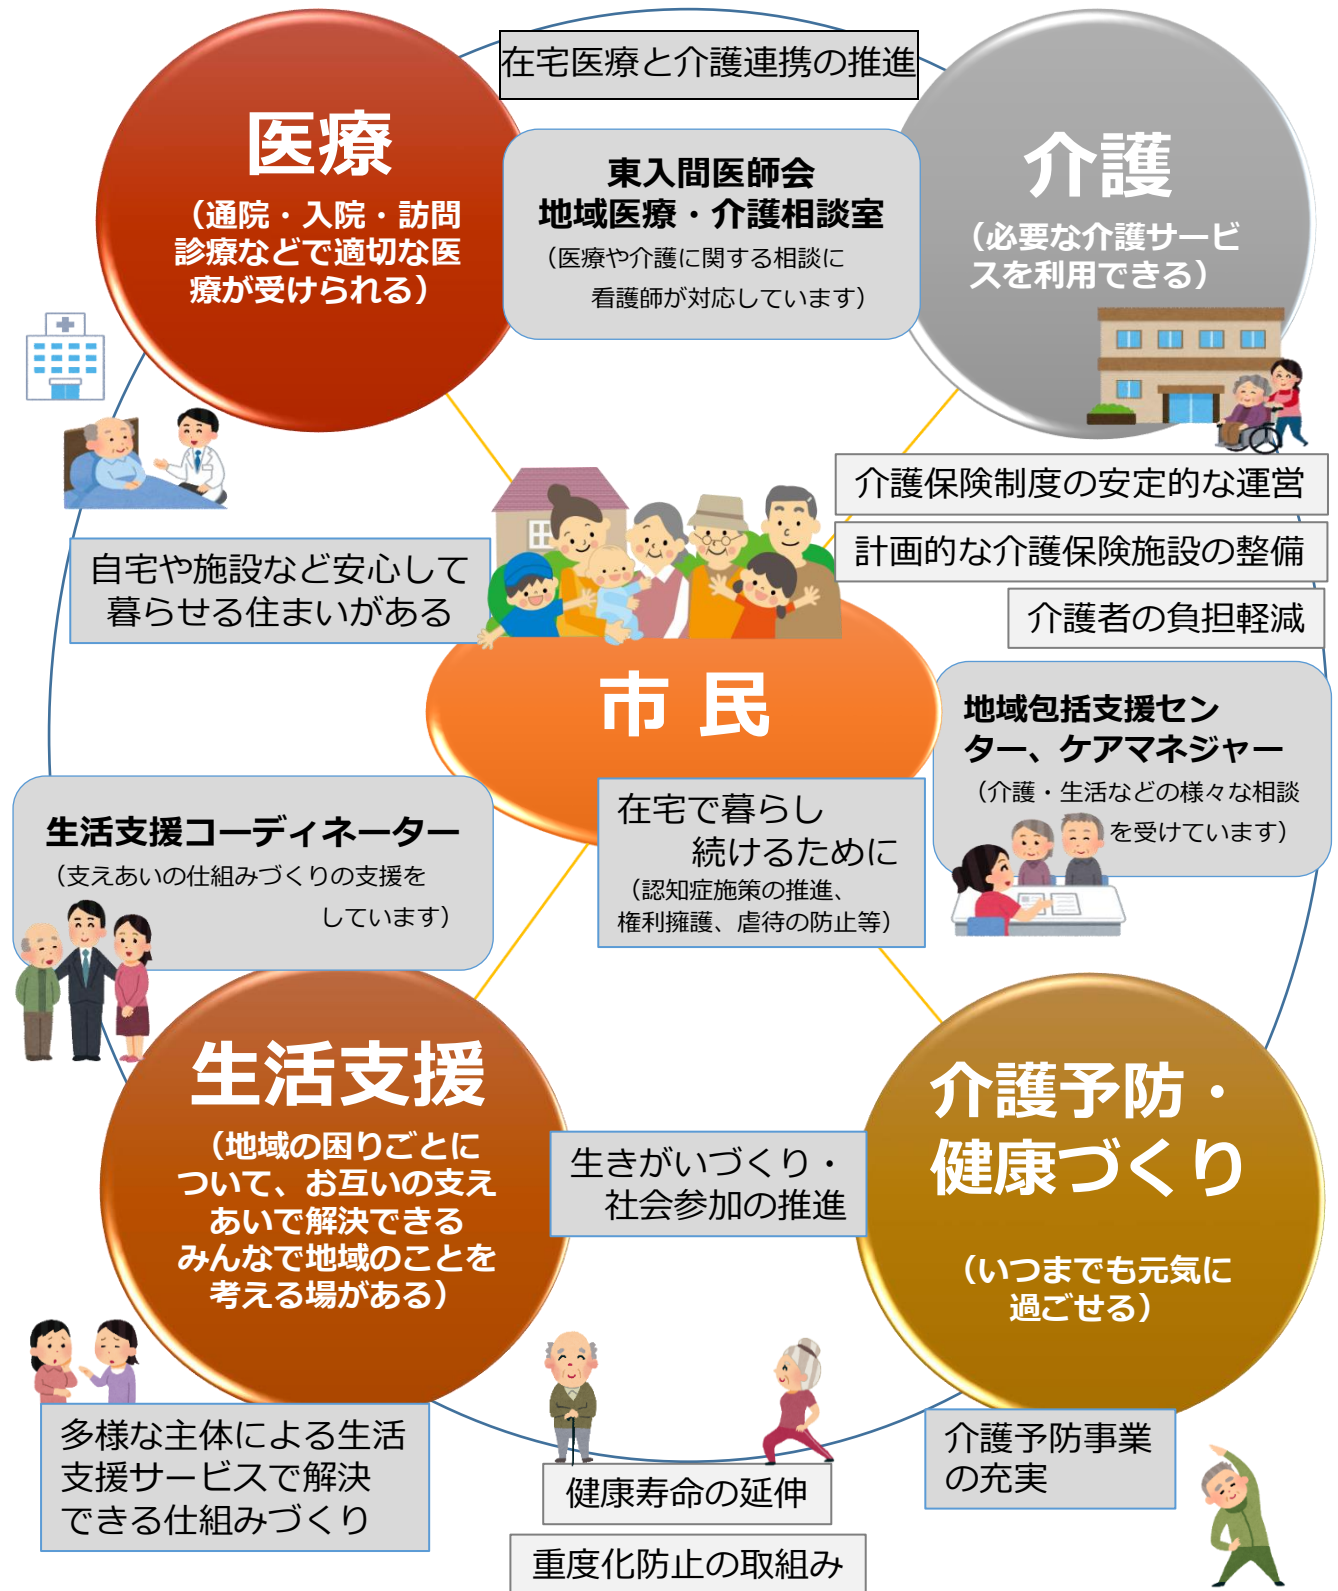 在宅医療と介護連携の推進
医療
（通院・入院・訪問
診療などで適切な医
療が受けられる）
東入間医師会
地域医療・介護相談室
（医療や介護に関する相談に
看護師が対応しています）
介護
（必要な介護サービ
スを利用できる）
介護保険制度の安定的な運営
計画的な介護保険施設の整備
介護者の負担軽減
自宅や施設など安心して
暮らせる住まいがある
市 民
地域包括支援セン
ター、ケアマネジャー
（介護・生活などの様々な相談
を受けています）
在宅で暮らし
続けるために
（認知症施策の推進、
権利擁護、虐待の防止等）
生活支援コーディネーター
（支えあいの仕組みづくりの支援を
しています）
生活支援
（地域の困りごとに
ついて、お互いの支え
あいで解決できる
みんなで地域のことを
考える場がある）
生きがいづくり・
社会参加の推進
介護予防・
健康づくり
（いつまでも元気に
過ごせる）
多様な主体による生活
支援サービスで解決
できる仕組みづくり
健康寿命の延伸
重度化防止の取組み
介護予防事業
の充実